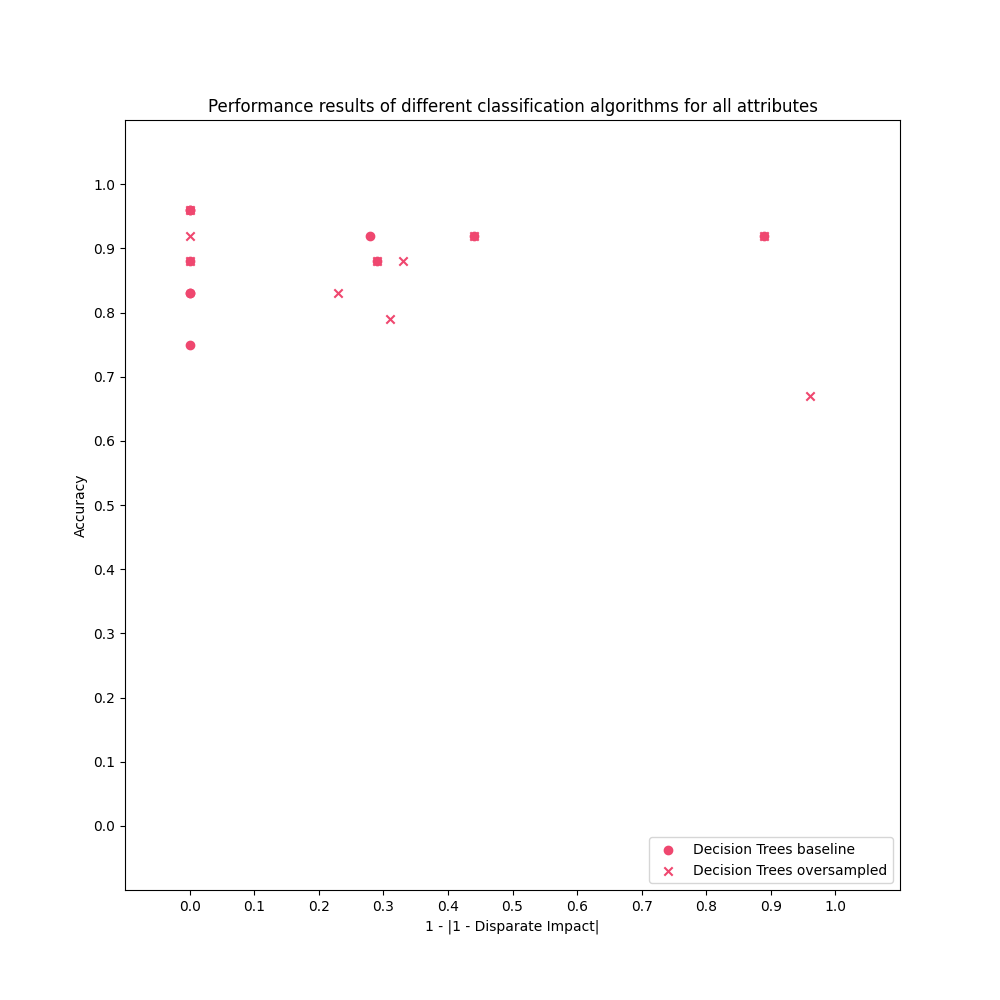 Performance results of different classification algorithms for all attributes
1.0
0.9
0.8
0.7
0.6
0.5
0.4
0.3
0.2
0.1
0.0
Accuracy
Decision Trees baseline
Decision Trees oversampled
0.0 0.1 0.2 0.3 0.4 0.5 0.6 0.7 0.8 0.9 1.0
1 - |1 - Disparate Impact|